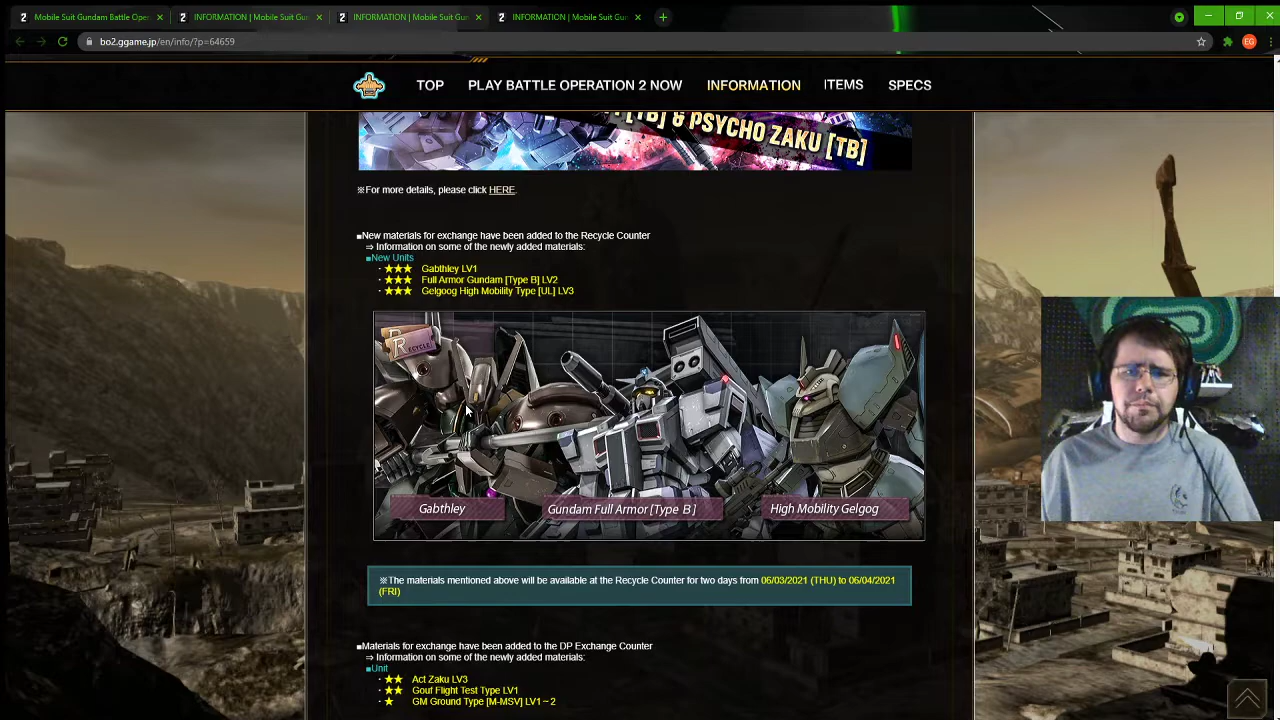 Mobile Suit Gundam Battle Oper
INFORMATION | Mobile Suit Gu
INFORMATION | Mobile Suit Gun
INFORMATION | Mobile Suit Gun
bo2.ggame.jp/en/info/?p=64659
EG
TOP
PLAY BATTLE OPERATION 2 NOW
INFORMATION
ITEMS
SPECS
[TB] & PSYCHO ZAKU [TB]
※For more details, please click HERE.
■New materials for exchange have been added to the Recycle Counter
⇒ Information on some of the newly added materials:
■New Units
・★★★ Gabthley LV1
・★★★ Full Armor Gundam [Type B] LV2
・★★★ Gelgoog High Mobility Type [UL] LV3
RECYCLE
Gabthley
Gundam Full Armor [Type B]
High Mobility Gelgog
※The materials mentioned above will be available at the Recycle Counter for two days from 06/03/2021 (THU) to 06/04/2021
(FRI)
■Materials for exchange have been added to the DP Exchange Counter
⇒ Information on some of the newly added materials:
■Unit
・★★ Act Zaku LV3
・★★ Gouf Flight Test Type LV1
・★ GM Ground Type [M-MSV] LV1~2